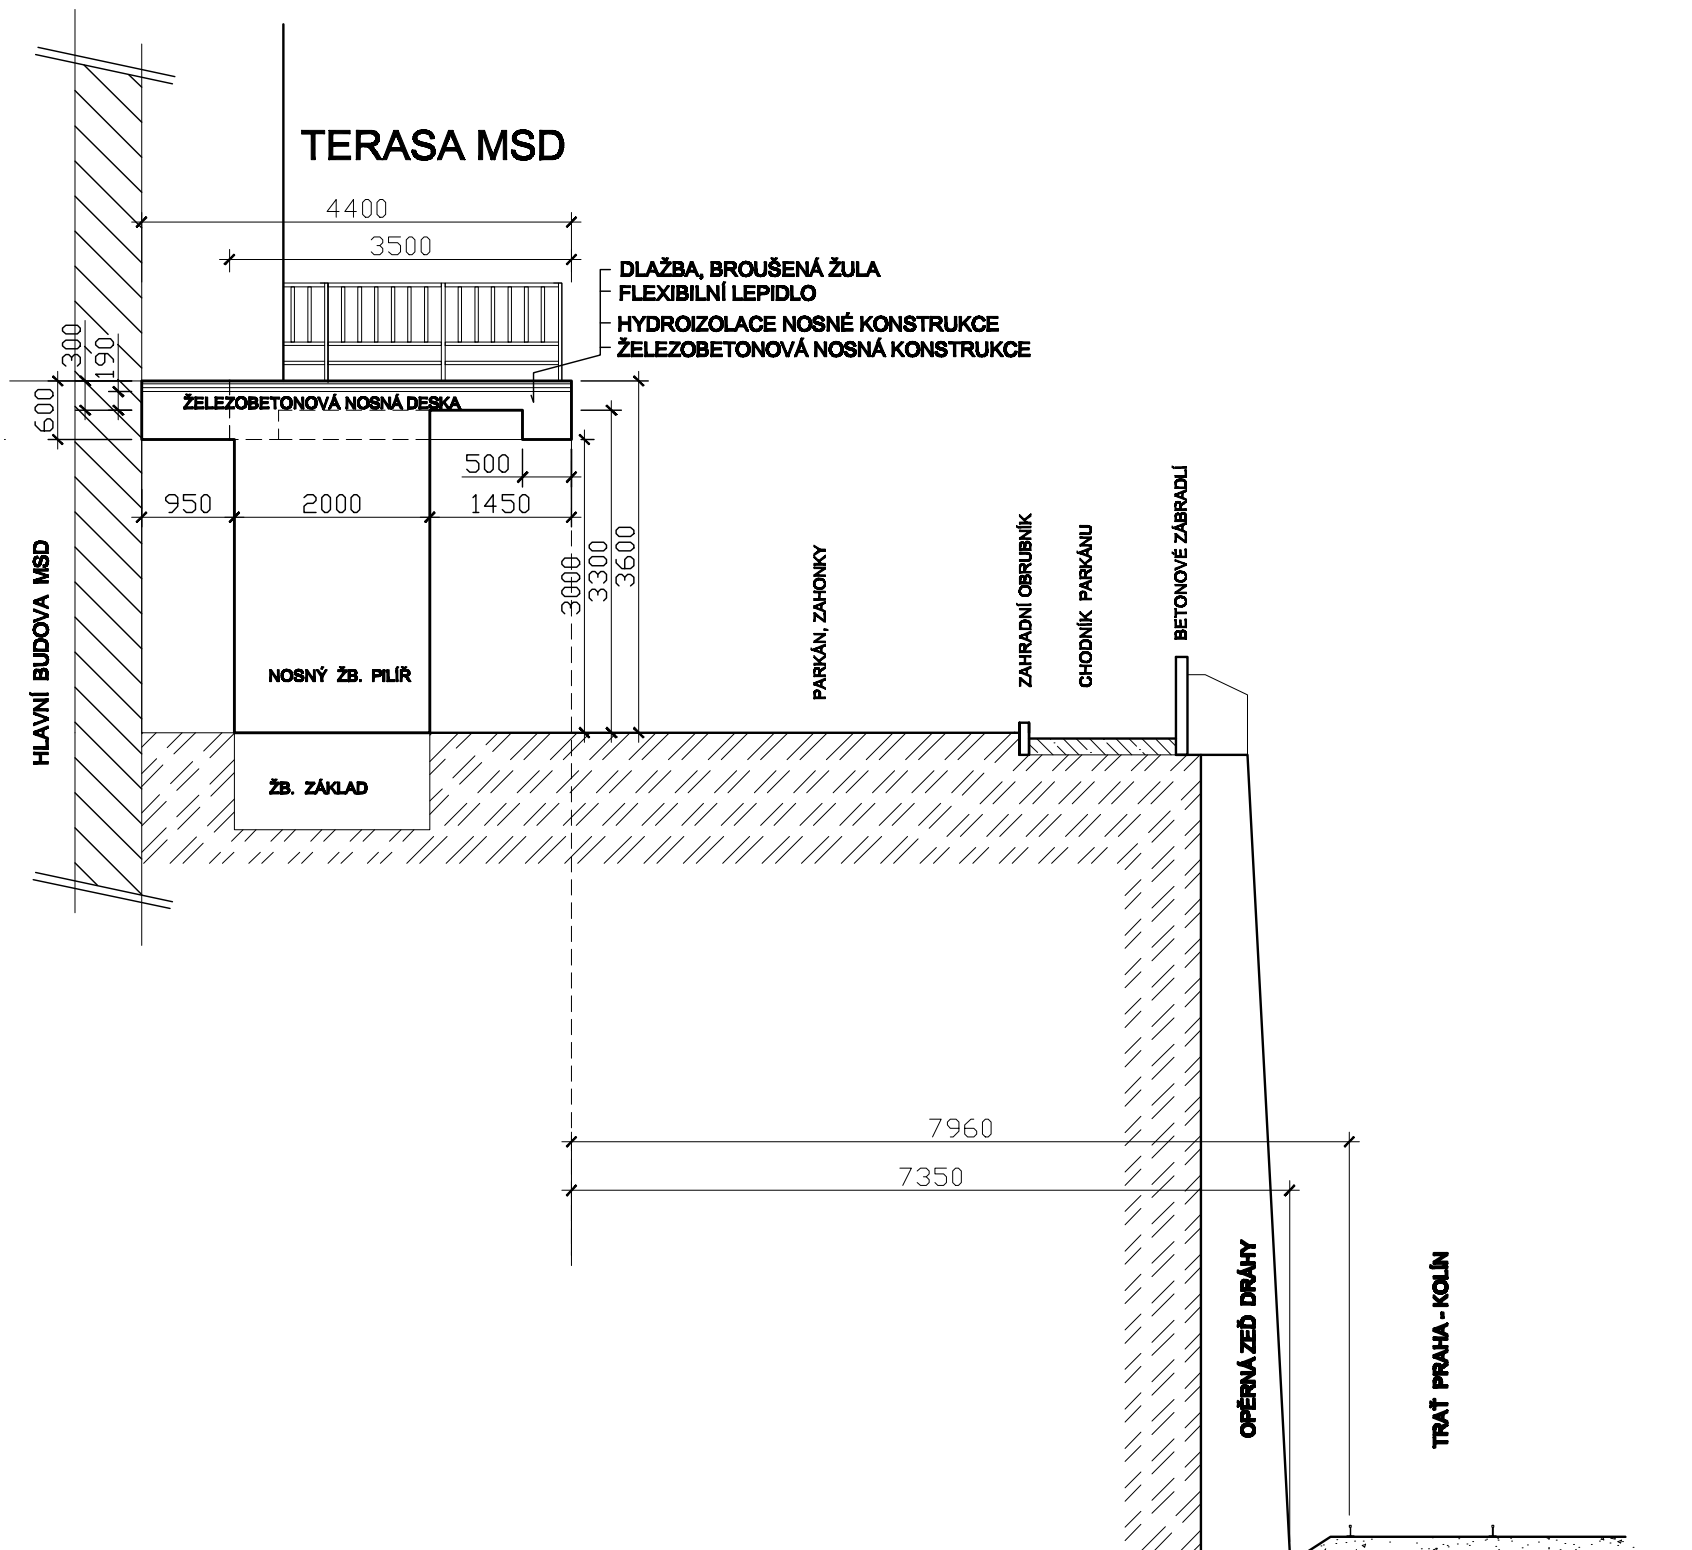 TERASA MSD
4400
3500
DLAŽBA, BROUŠENÁ ŽULA
FLEXIBILNÍ LEPIDLO
HYDROIZOLACE NOSNÉ KONSTRUKCE
ŽELEZOBETONOVÁ NOSNÁ KONSTRUKCE
300
190
600
ŽELEZOBETONOVÁ NOSNÁ DESKA
500
950
2000
1450
3000
3300
3600
HLAVNÍ BUDOVA MSD
NOSNÝ ŽB. PILÍŘ
ŽB. ZÁKLAD
PARKÁN, ZAHONKY
ZAHRADNÍ OBRUBNÍK
CHODNÍK PARKÁNU
BETONOVÉ ZÁBRADLÍ
7960
7350
OPĚRNÁ ZEĎ DRÁHY
TRAŤ PRAHA - KOLÍN